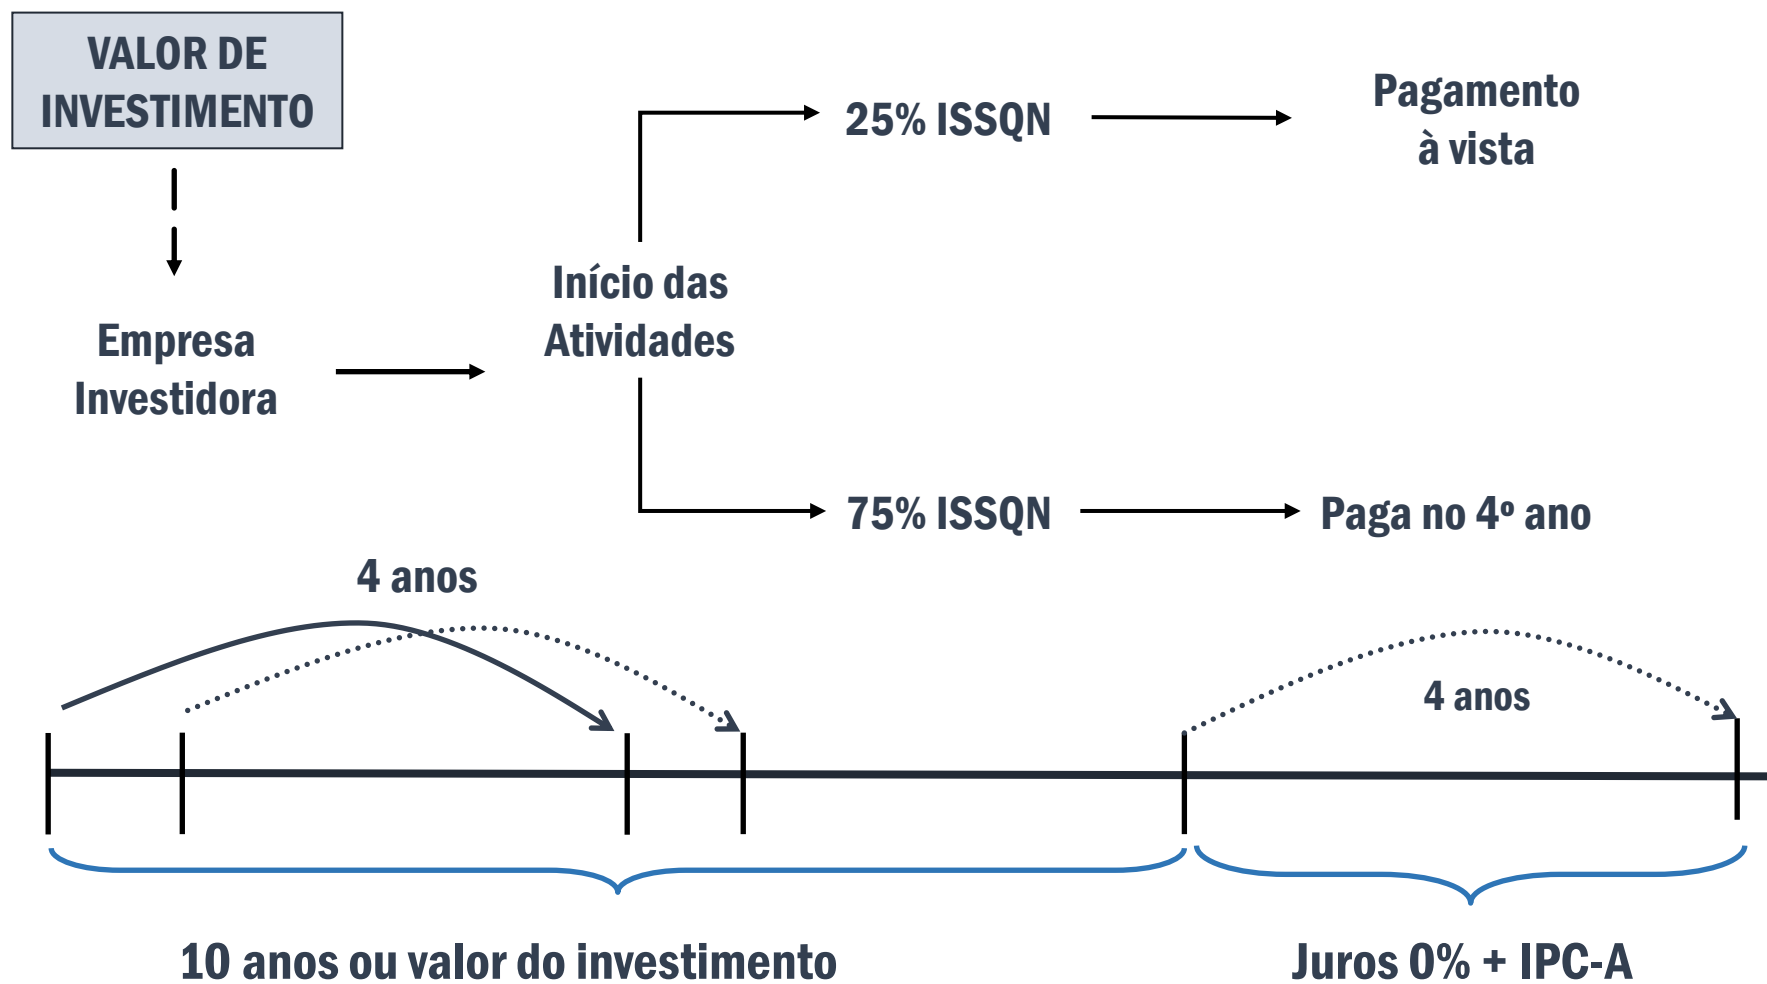 VALOR DE
INVESTIMENTO
Empresa
Investidora
Início das
Atividades
25% ISSQN
Pagamento
à vista
75% ISSQN
Paga no 4º ano
4 anos
4 anos
10 anos ou valor do investimento
Juros 0% + IPC-A